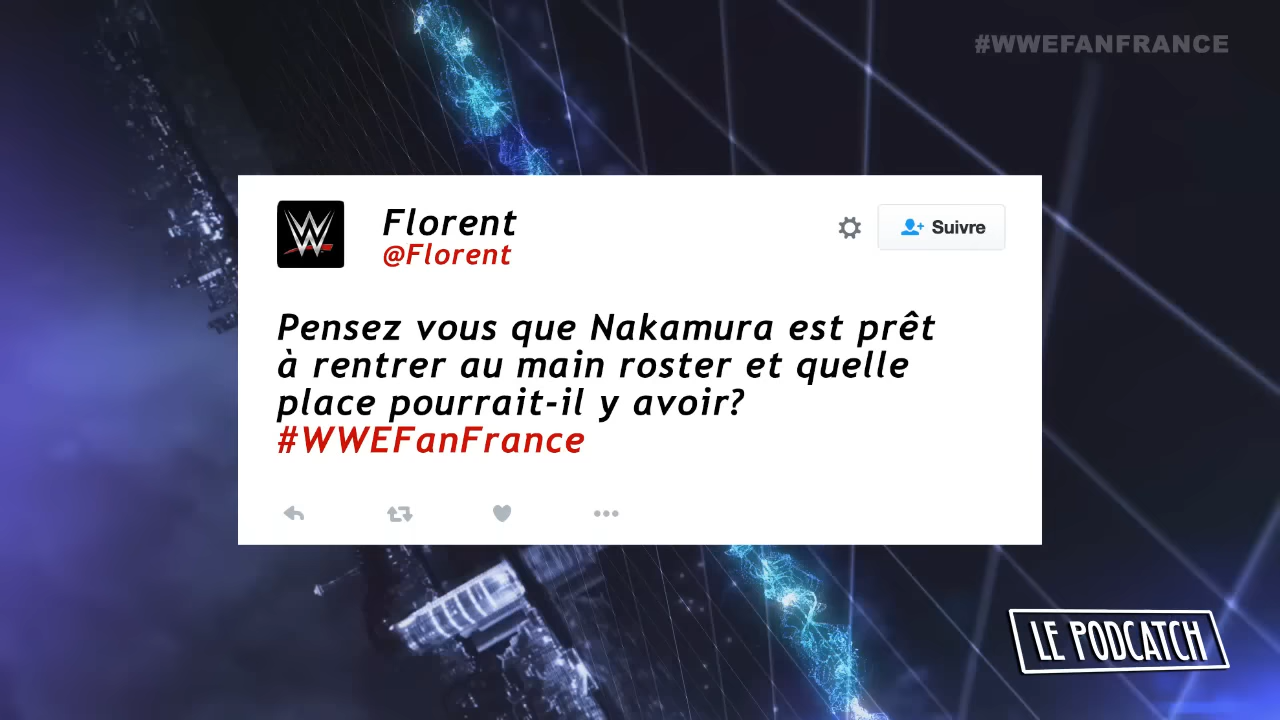 #WWEFANFRANCE
Florent
@Florent
Suivre
Pensez vous que Nakamura est prêt
à rentrer au main roster et quelle
place pourrait-il y avoir?
#WWEFanFrance
LE PODCATCH